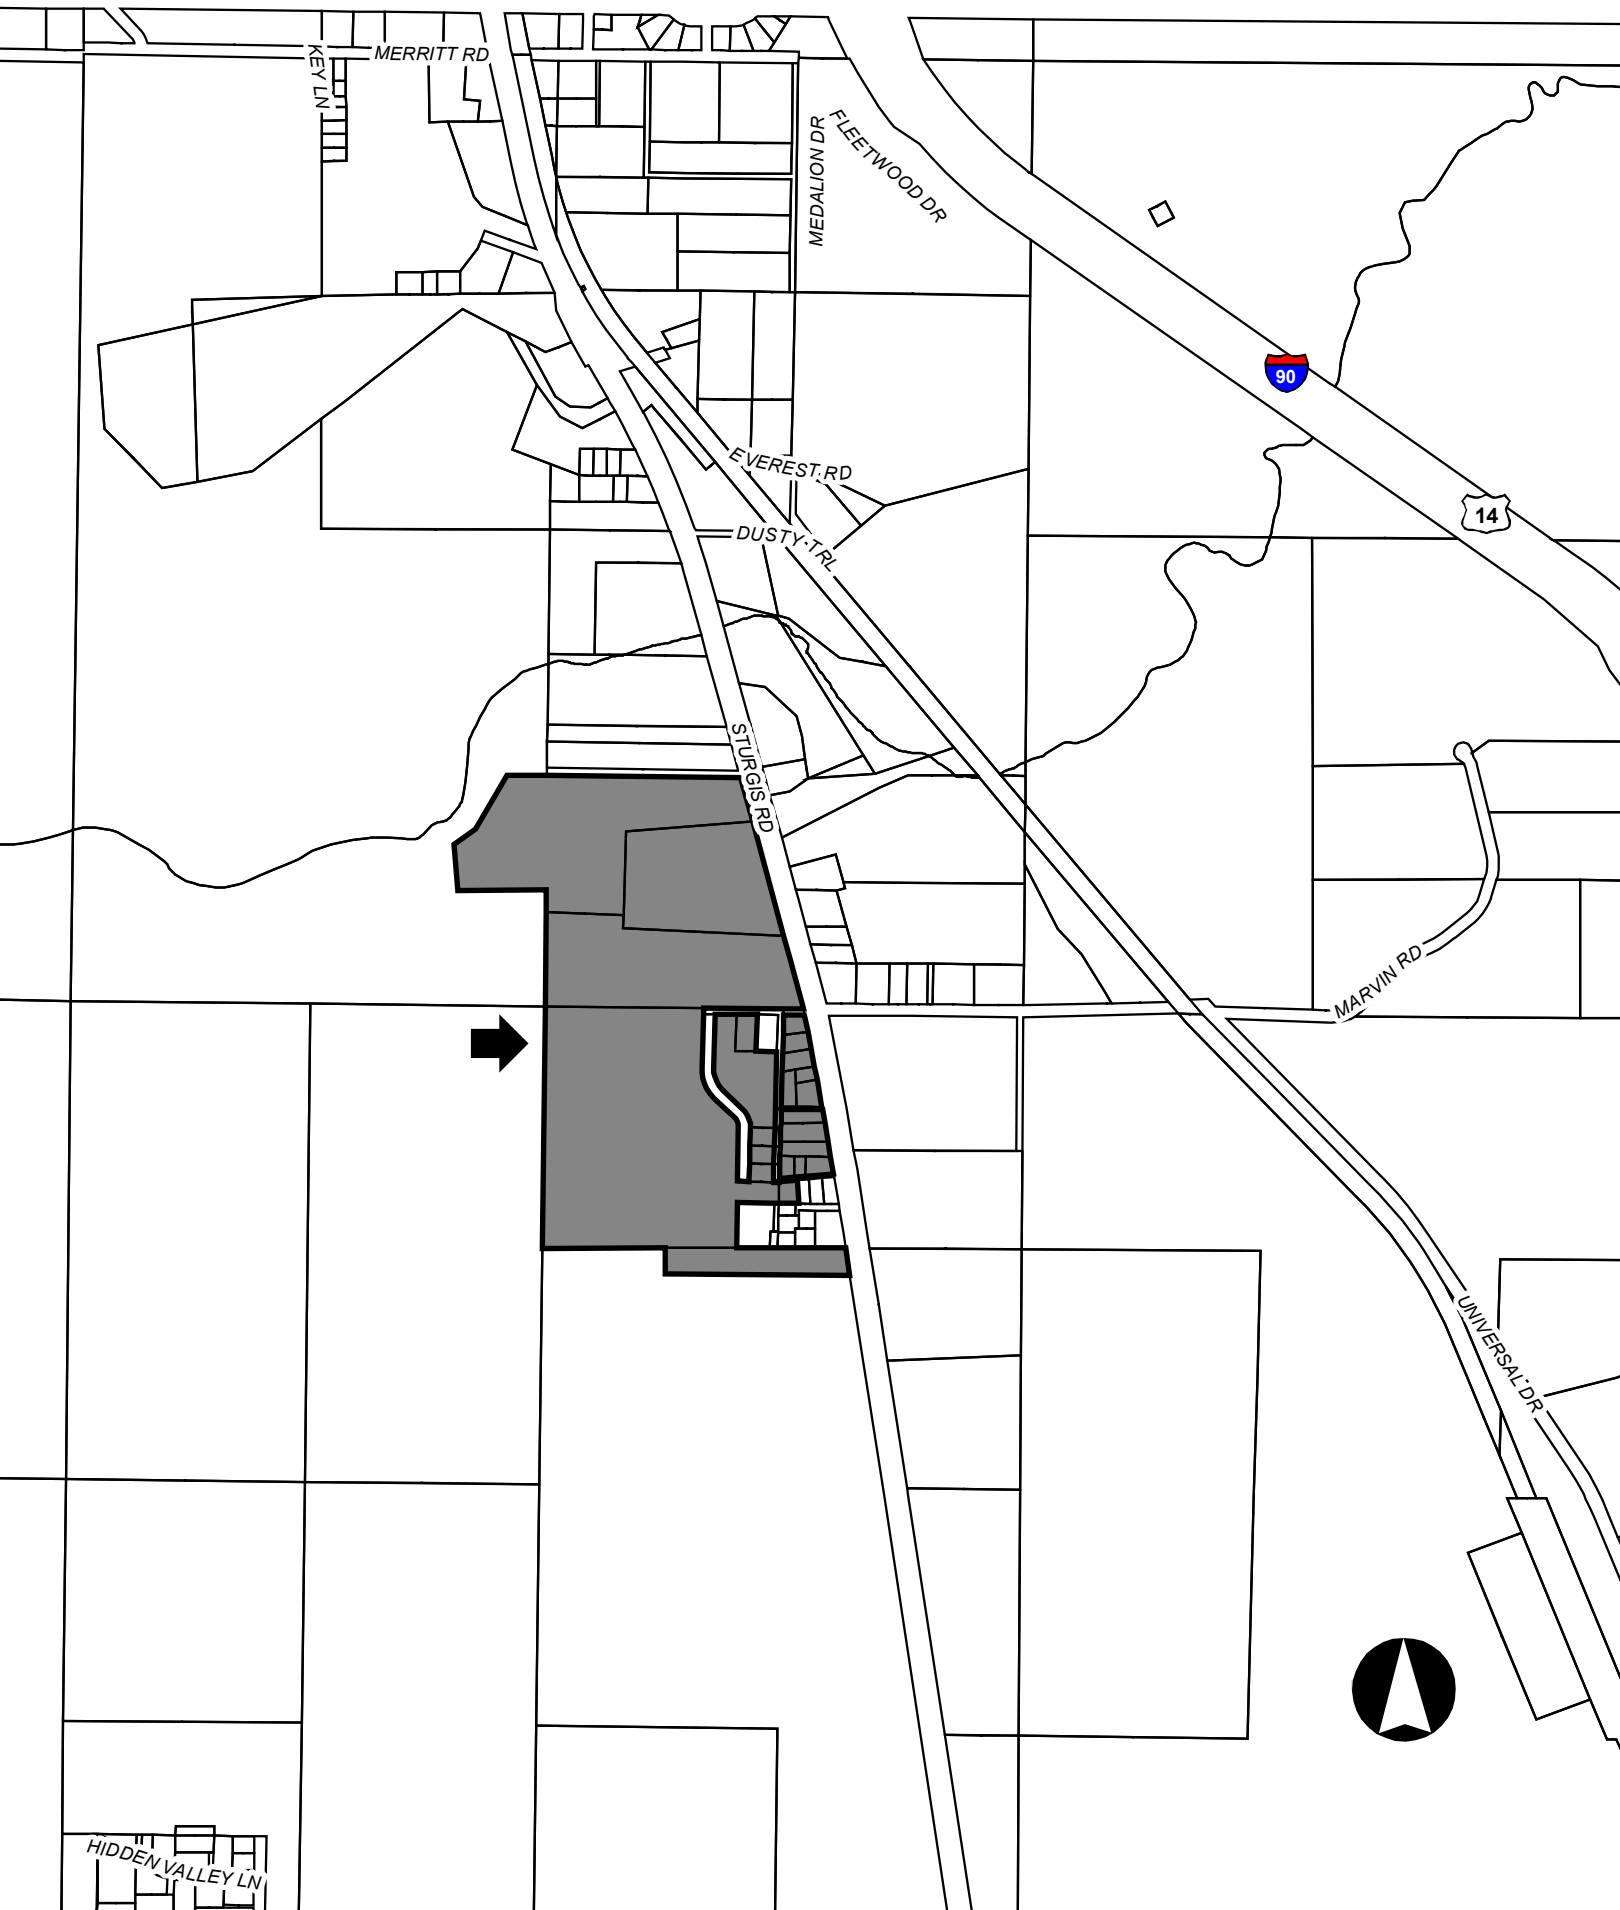 MERRITT RD
KEY LN
MEDALION DR
FLEETWOOD DR
90
EVEREST RD
14
DUSTY TRL
STURGIS RD
MARVIN RD
UNIVERSAL DR
HIDDEN VALLEY LN